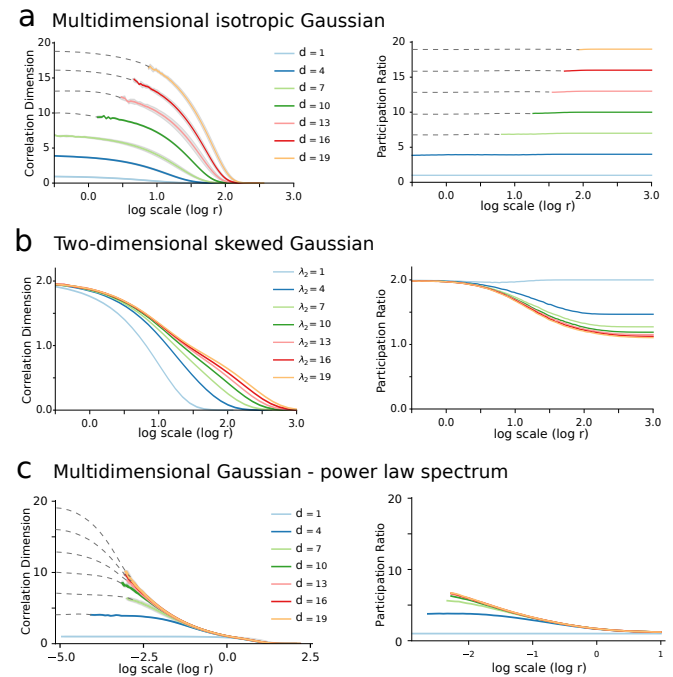 a Multidimensional isotropic Gaussian
Correlation Dimension
20
15
10
5
0
0.0 1.0 2.0 3.0
log scale (log r)
d = 1
d = 4
d = 7
d = 10
d = 13
d = 16
d = 19
Participation Ratio
20
15
10
5
0
0.0 1.0 2.0 3.0
log scale (log r)
b Two-dimensional skewed Gaussian
Correlation Dimension
2.0
1.0
0.0
0.0 1.0 2.0 3.0
log scale (log r)
λ₂ = 1
λ₂ = 4
λ₂ = 7
λ₂ = 10
λ₂ = 13
λ₂ = 16
λ₂ = 19
Participation Ratio
2.0
1.0
0.0
0.0 1.0 2.0 3.0
log scale (log r)
c Multidimensional Gaussian - power law spectrum
Correlation Dimension
20
15
10
5
0
−5.0 −2.5 0.0 2.5
log scale (log r)
d = 1
d = 4
d = 7
d = 10
d = 13
d = 16
d = 19
Participation Ratio
20
15
10
5
0
−2 −1 0 1
log scale (log r)